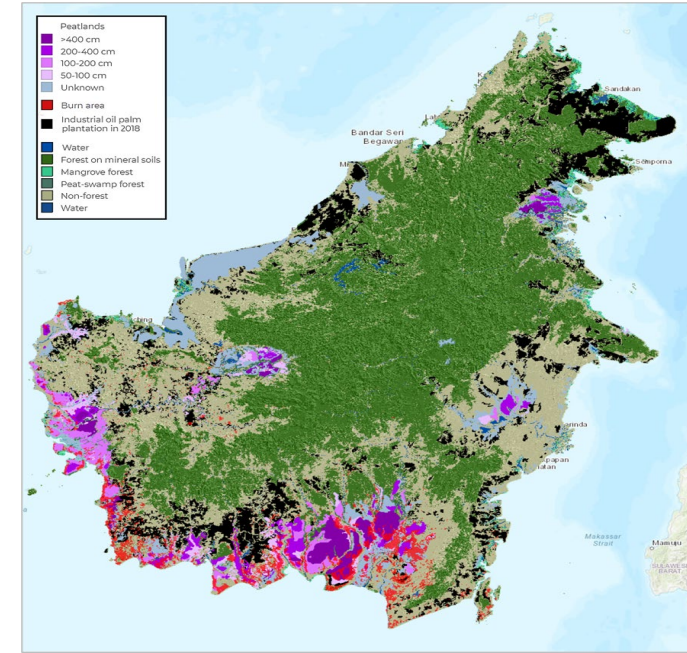 Peatlands
>400 cm
200-400 cm
100-200 cm
50-100 cm
Unknown
Burn area
Industrial oil palm
plantation in 2018
Water
Forest on mineral soils
Mangrove forest
Peat-swamp forest
Non-forest
Water
Sandakan
Bandar Seri
Begawan
Makassar
Strait
Mamuju
SULAWESI
BARAT